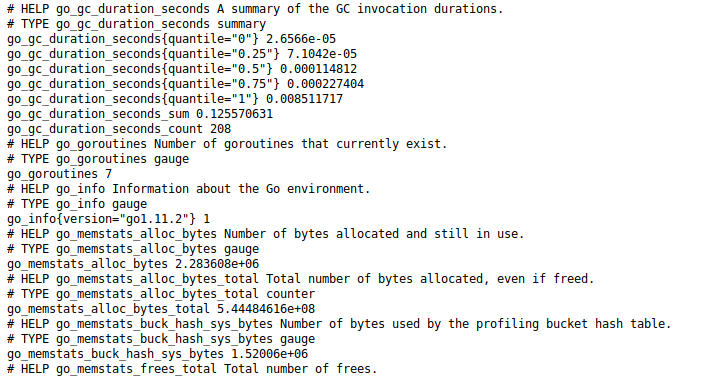 # HELP go_gc_duration_seconds A summary of the GC invocation durations.
# TYPE go_gc_duration_seconds summary
go_gc_duration_seconds{quantile="0"} 2.6566e-05
go_gc_duration_seconds{quantile="0.25"} 7.1042e-05
go_gc_duration_seconds{quantile="0.5"} 0.000114812
go_gc_duration_seconds{quantile="0.75"} 0.000227404
go_gc_duration_seconds{quantile="1"} 0.008511717
go_gc_duration_seconds_sum 0.125570631
go_gc_duration_seconds_count 208
# HELP go_goroutines Number of goroutines that currently exist.
# TYPE go_goroutines gauge
go_goroutines 7
# HELP go_info Information about the Go environment.
# TYPE go_info gauge
go_info{version="go1.11.2"} 1
# HELP go_memstats_alloc_bytes Number of bytes allocated and still in use.
# TYPE go_memstats_alloc_bytes gauge
go_memstats_alloc_bytes 2.283608e+06
# HELP go_memstats_alloc_bytes_total Total number of bytes allocated, even if freed.
# TYPE go_memstats_alloc_bytes_total counter
go_memstats_alloc_bytes_total 5.44484616e+08
# HELP go_memstats_buck_hash_sys_bytes Number of bytes used by the profiling bucket hash table.
# TYPE go_memstats_buck_hash_sys_bytes gauge
go_memstats_buck_hash_sys_bytes 1.52006e+06
# HELP go_memstats_frees_total Total number of frees.